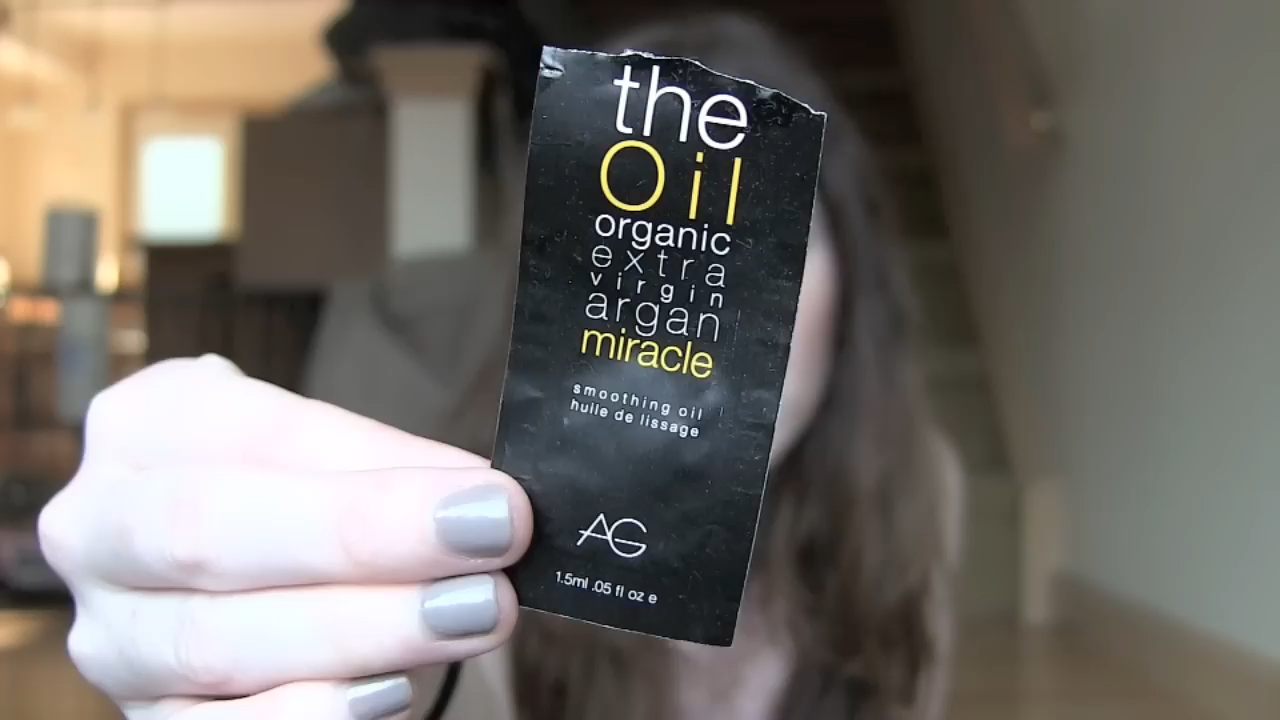 the
Oil
organic
extra
virgin
argan
miracle
smoothing oil
huile de lissage
AG
1.5ml .05 fl oz e